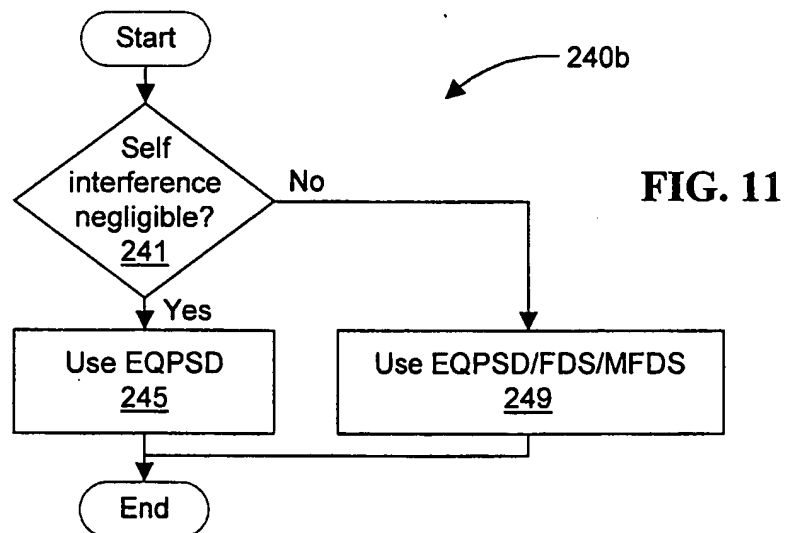 Start
240b
Self
interference
negligible?
241
No
FIG. 11
Yes
Use EQPSD
245
Use EQPSD/FDS/MFDS
249
End